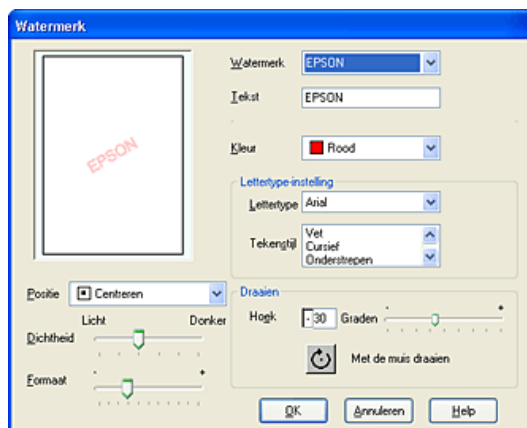 Watermerk
EPSON
Watermerk EPSON
Tekst EPSON
Kleur Rood
Lettertype-instelling
Lettertype Arial
Tekenstijl Vet
Cursief
Onderstrepen
Positie Centreren
Licht Donker
Dichtheid
Formaat - +
Draaien
Hoek - 30 Graden - +
Met de muis draaien
OK Annuleren Help